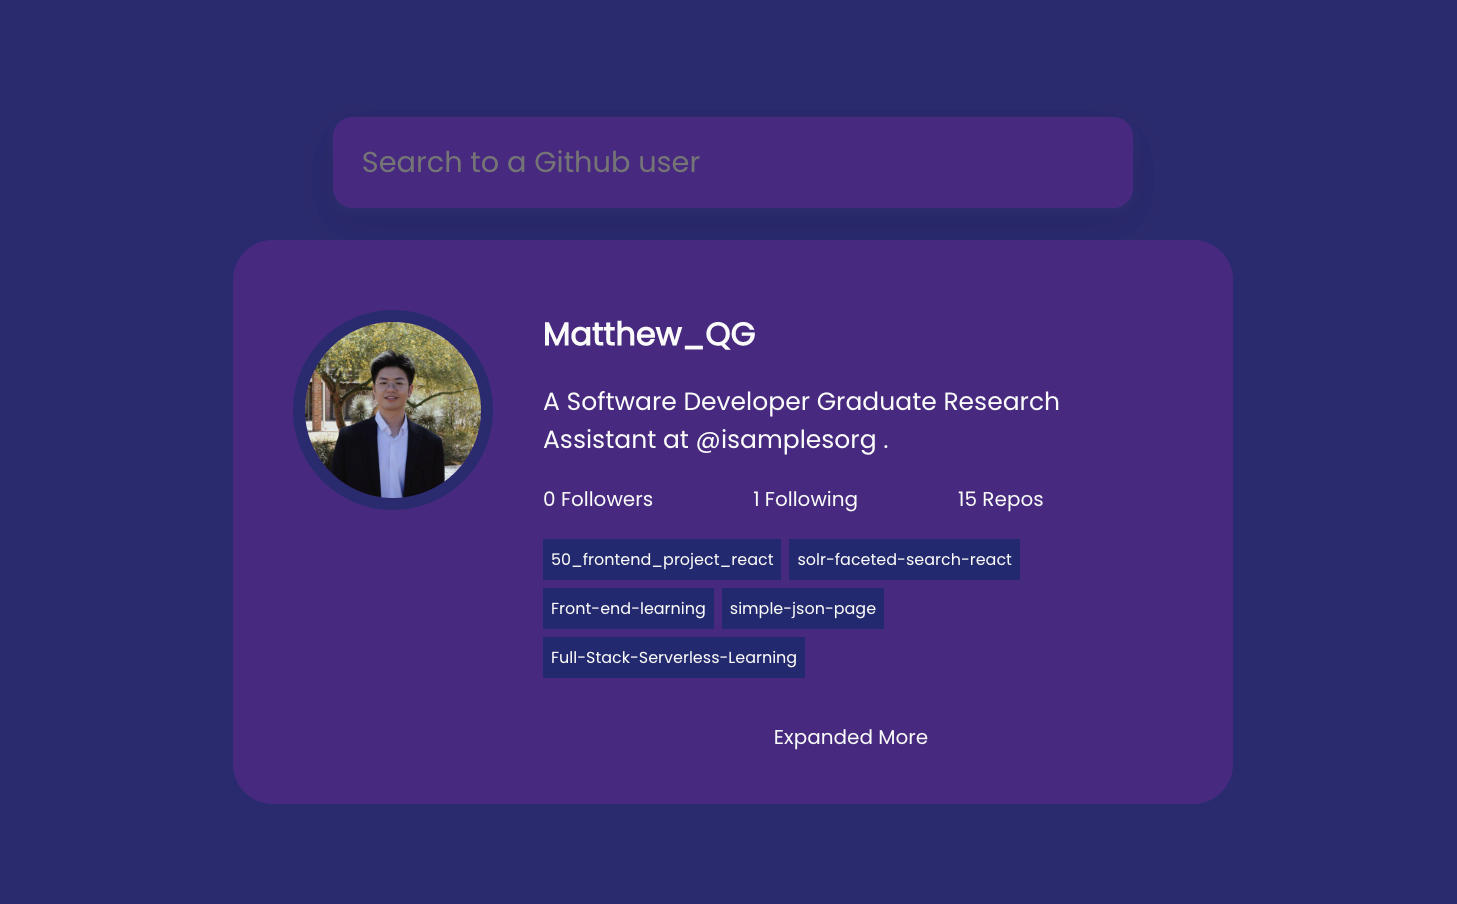 Search to a Github user
Matthew_QG
A Software Developer Graduate Research
Assistant at @isamplesorg .
0 Followers 1 Following 15 Repos
50_frontend_project_react solr-faceted-search-react
Front-end-learning simple-json-page
Full-Stack-Serverless-Learning
Expanded More